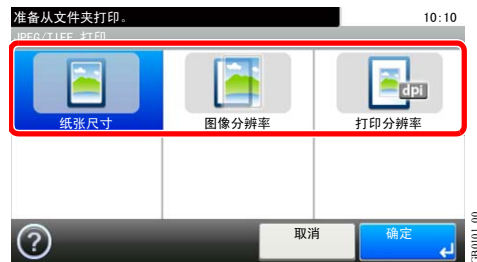 准备从文件夹打印。
10:10
JPEG/TIFF 打印
dpi
纸张尺寸
图像分辨率
打印分辨率
?
取消
确定